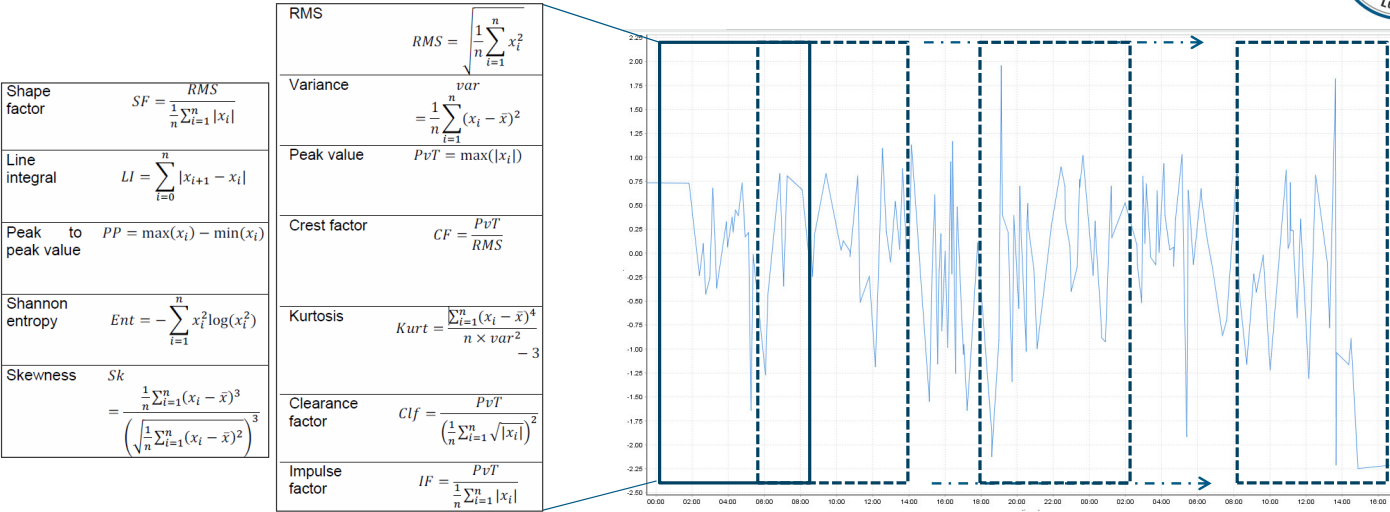 Shape
factor
SF = RMS / (1/n ∑_{i=1}^{n} |x_i|)
Line
integral
LI = ∑_{i=0}^{n} |x_{i+1} − x_i|
Peak to
peak value
PP = max(x_i) − min(x_i)
Shannon
entropy
Ent = − ∑_{i=1}^{n} x_i^2 log(x_i^2)
Skewness
Sk
= (1/n ∑_{i=1}^{n} (x_i − x̄)^3) / (√(1/n ∑_{i=1}^{n} (x_i − x̄)^2))^3
RMS
RMS = √(1/n ∑_{i=1}^{n} x_i^2)
Variance
var
= 1/n ∑_{i=1}^{n} (x_i − x̄)^2
Peak value
PvT = max(|x_i|)
Crest factor
CF = PvT / RMS
Kurtosis
Kurt = ∑_{i=1}^{n} (x_i − x̄)^4 / (n × var^2)
− 3
Clearance
factor
Clf = PvT / (1/n ∑_{i=1}^{n} √|x_i|)^2
Impulse
factor
IF = PvT / (1/n ∑_{i=1}^{n} |x_i|)
2.25
2.00
1.75
1.50
1.25
1.00
0.75
0.50
0.25
0.00
-0.25
-0.50
-0.75
-1.00
-1.25
-1.50
-1.75
-2.00
-2.25
-2.50
00:00 02:00 04:00 06:00 08:00 10:00 12:00 14:00 16:00 18:00 20:00 22:00 00:00 02:00 04:00 06:00 08:00 10:00 12:00 14:00 16:00